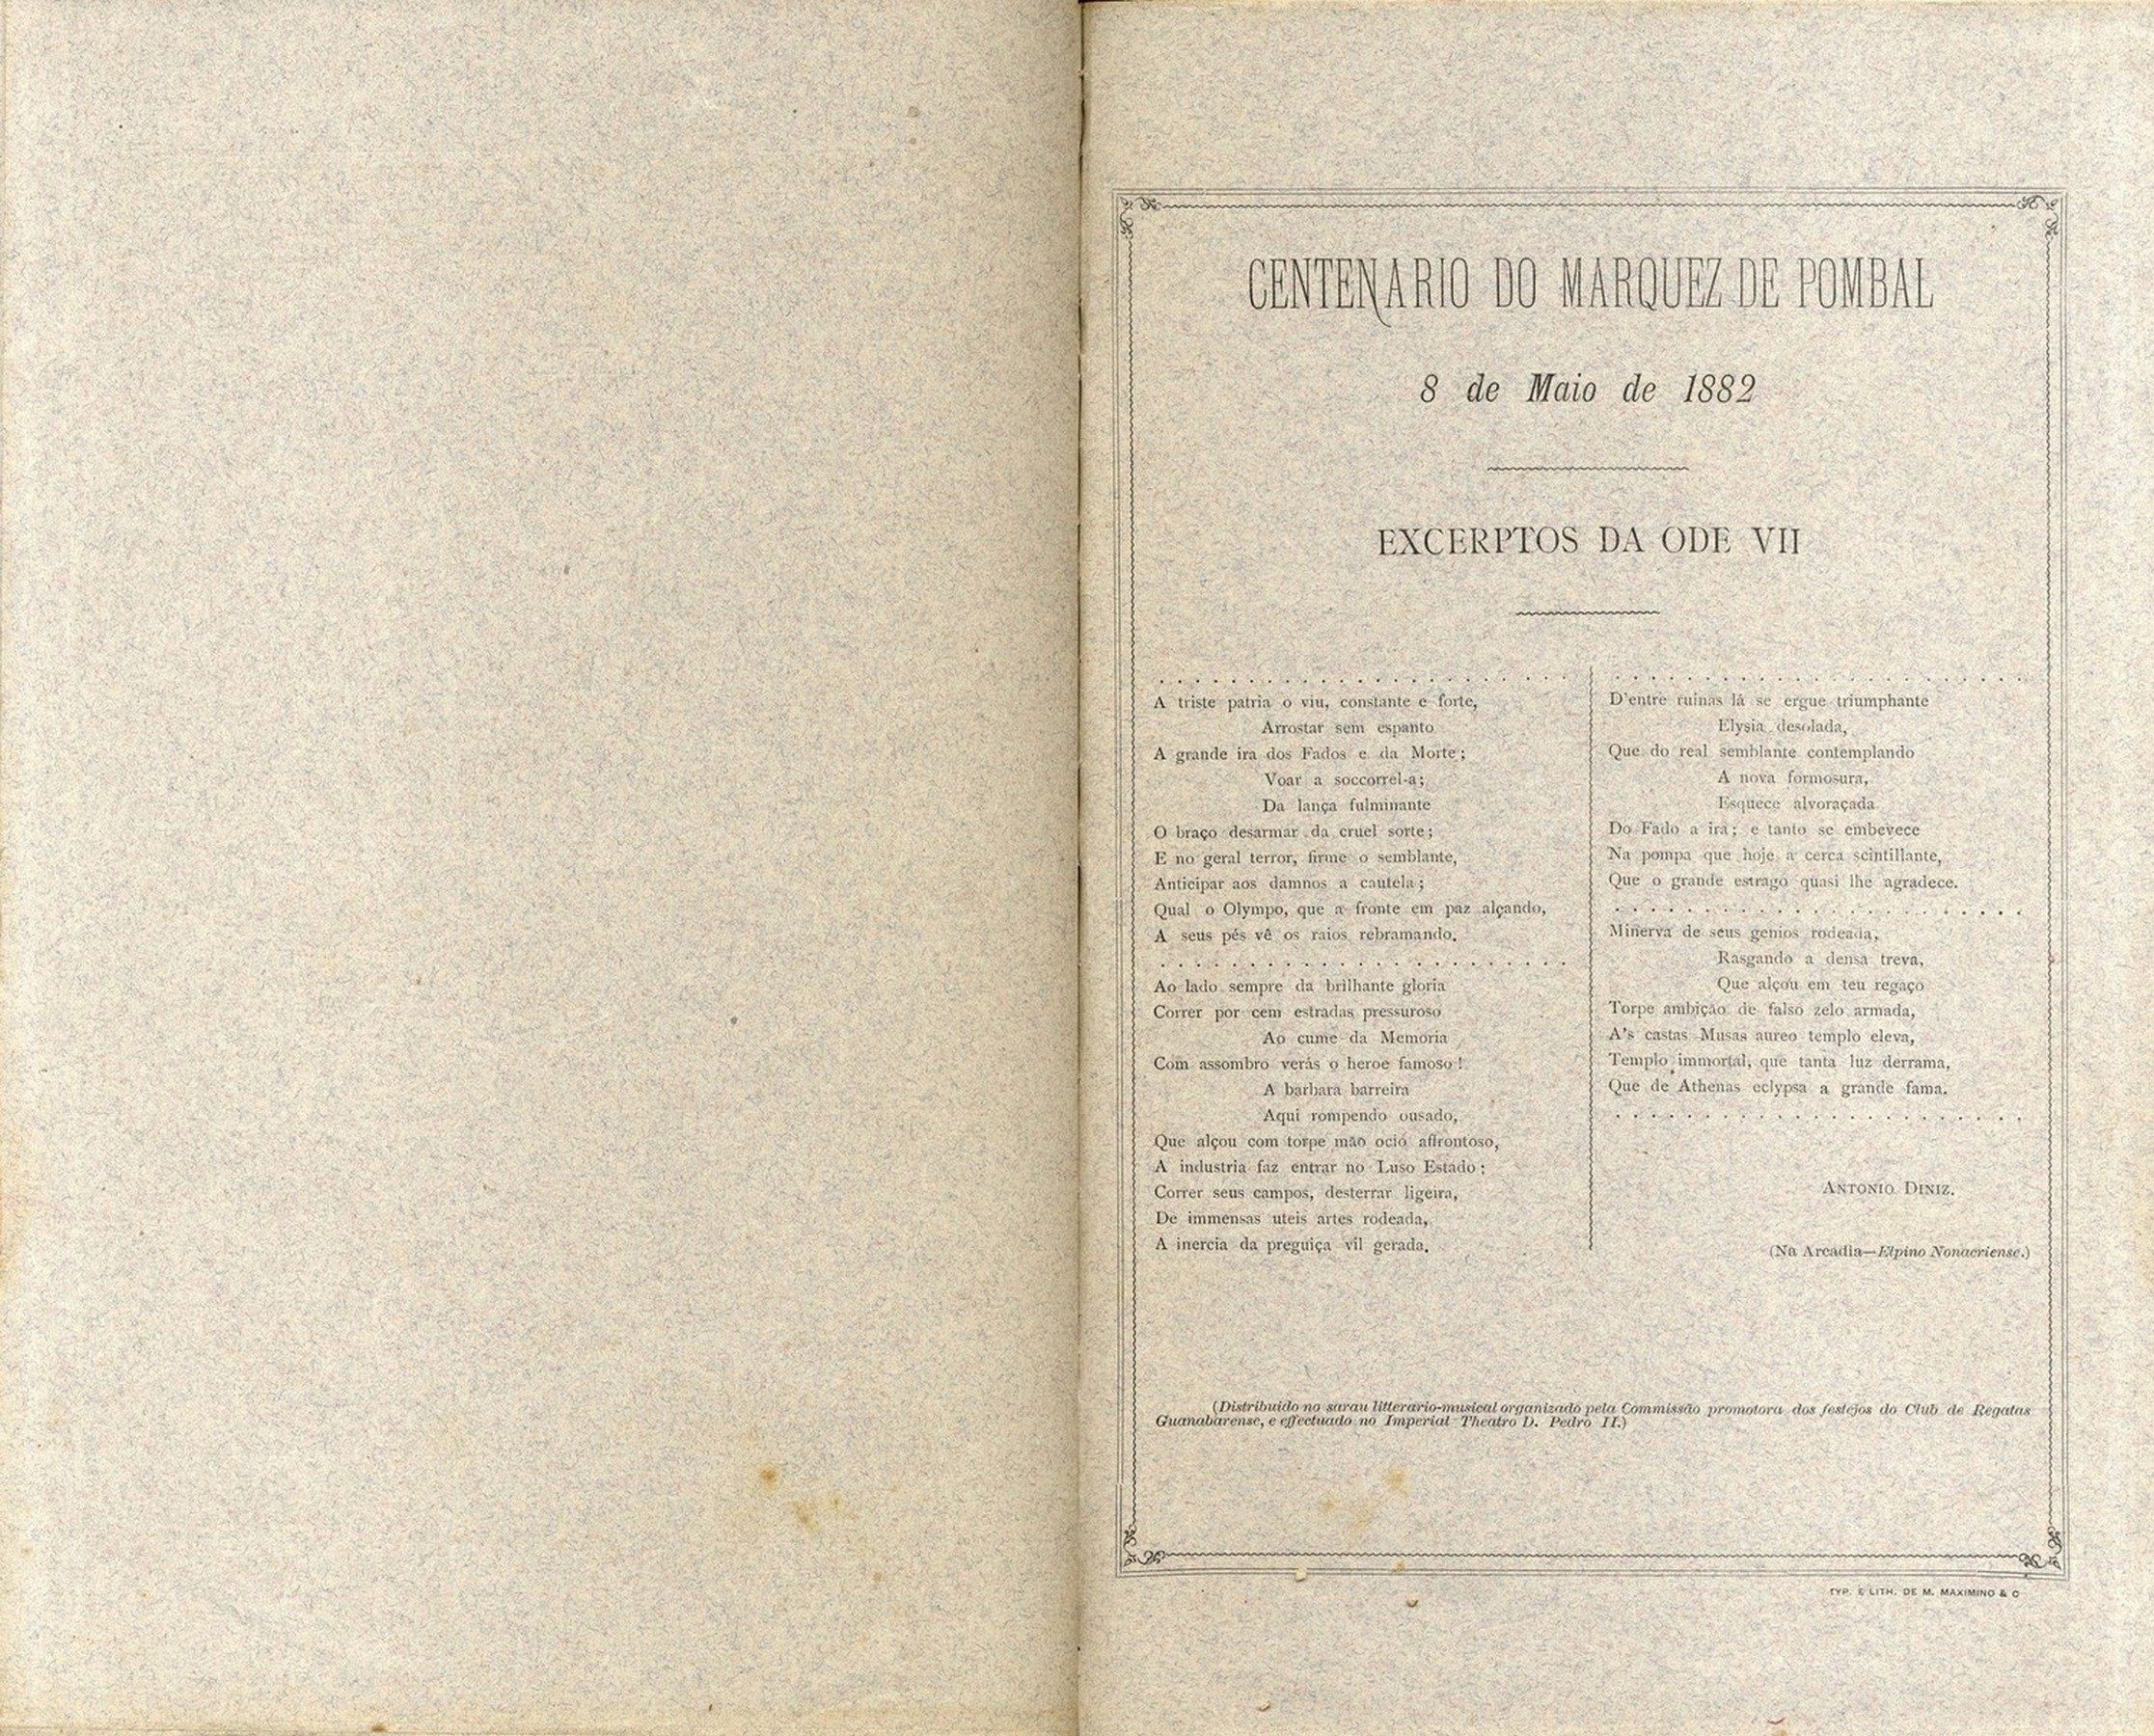 CENTENARIO DO MARQUEZ DE POMBAL
8 de Maio de 1882
EXCERPTOS DA ODE VII
A triste patria o viu, constante e forte,
Arrostar sem espanto
A grande ira dos Fados e da Morte;
Voar a soccorrel-a;
Da lança fulminante
O braço desarmar da cruel sorte;
E no geral terror, firme o semblante,
Anticipar aos damnos a cautela;
Qual o Olympo, que a fronte em paz alçando,
A seus pés vê os raios rebramando.
Ao lado sempre da brilhante gloria
Correr por cem estradas pressuroso
Ao cume da Memoria
Com assombro verás o heroe famoso!
A barbara barreira
Aqui rompendo ousado,
Que alçou com torpe mão ocio affrontoso,
A industria faz entrar no Luso Estado;
Correr seus campos, desterrar ligeira,
De immensas uteis artes rodeada,
A inercia da preguiça vil gerada.
D'entre ruinas lá se ergue triumphante
Elysia desolada,
Que do real semblante contemplando
A nova formosura,
Esquece alvoraçada
Do Fado a ira; e tanto se embevece
Na pompa que hoje a cerca scintillante,
Que o grande estrago quasi lhe agradece.
Minerva de seus genios rodeada,
Rasgando a densa treva,
Que alçou em teu regaço
Torpe ambição de falso zelo armada,
A's castas Musas aureo templo eleva,
Templo immortal, que tanta luz derrama,
Que de Athenas eclypsa a grande fama.
ANTONIO DINIZ.
(Na Arcadia—Elpino Nonacriense.)
(Distribuido no sarau litterario-musical organizado pela Commissão promotora dos festejos do Club de Regatas
Guanabarense, e effectuado no Imperial Theatro D. Pedro II.)
TYP. E LITH. DE M. MAXIMINO & C